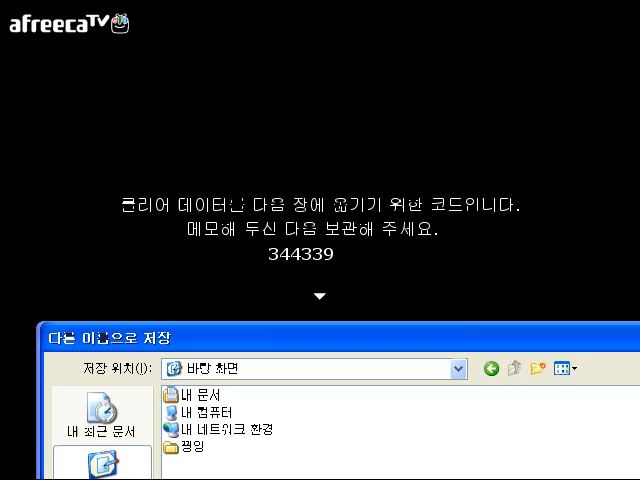 afreecaTV
클리어 데이터를 다음 장에 옮기기 위한 코드입니다.
메모해 두신 다음 보관해 주세요.
344339
다른 이름으로 저장
저장 위치(I):
바탕 화면
내 문서
내 컴퓨터
내 최근 문서
내 네트워크 환경
낑잉